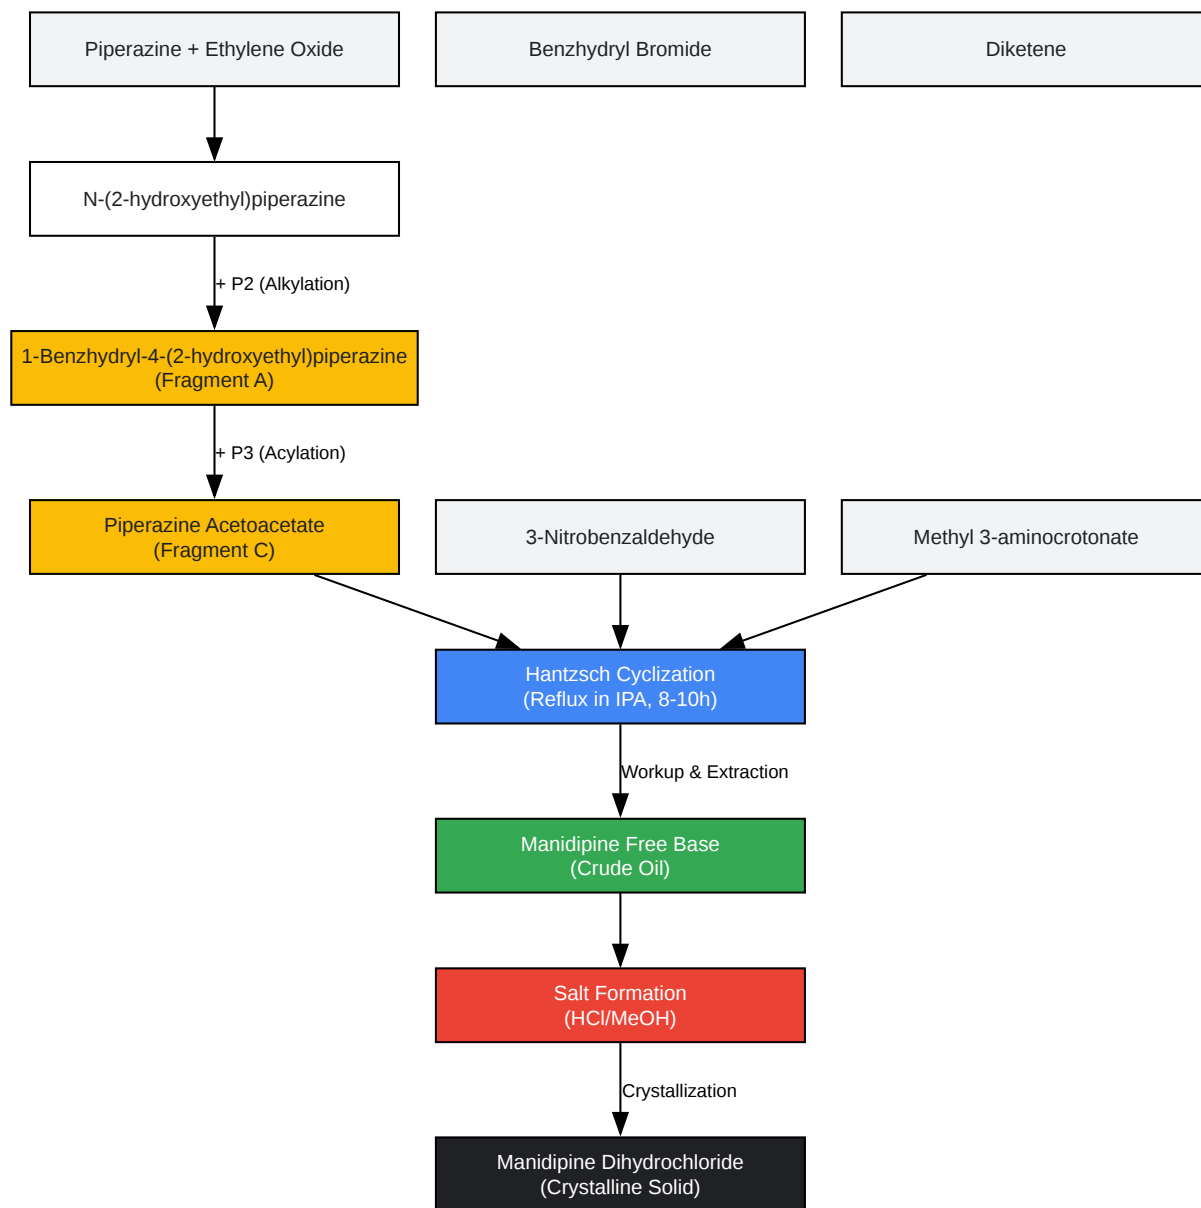 Piperazine + Ethylene Oxide
Benzhydryl Bromide
Diketene
N-(2-hydroxyethyl)piperazine
+ P2 (Alkylation)
1-Benzhydryl-4-(2-hydroxyethyl)piperazine
(Fragment A)
+ P3 (Acylation)
Piperazine Acetoacetate
(Fragment C)
3-Nitrobenzaldehyde
Methyl 3-aminocrotonate
Hantzsch Cyclization
(Reflux in IPA, 8-10h)
Workup & Extraction
Manidipine Free Base
(Crude Oil)
Salt Formation
(HCl/MeOH)
Crystallization
Manidipine Dihydrochloride
(Crystalline Solid)